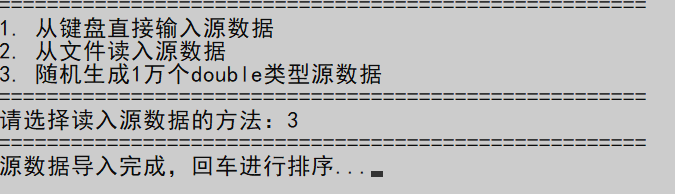 ==============================================
1. 从键盘直接输入源数据
2. 从文件读入源数据
3. 随机生成1万个double类型源数据
==============================================
请选择读入源数据的方法：3
==============================================
源数据导入完成，回车进行排序...